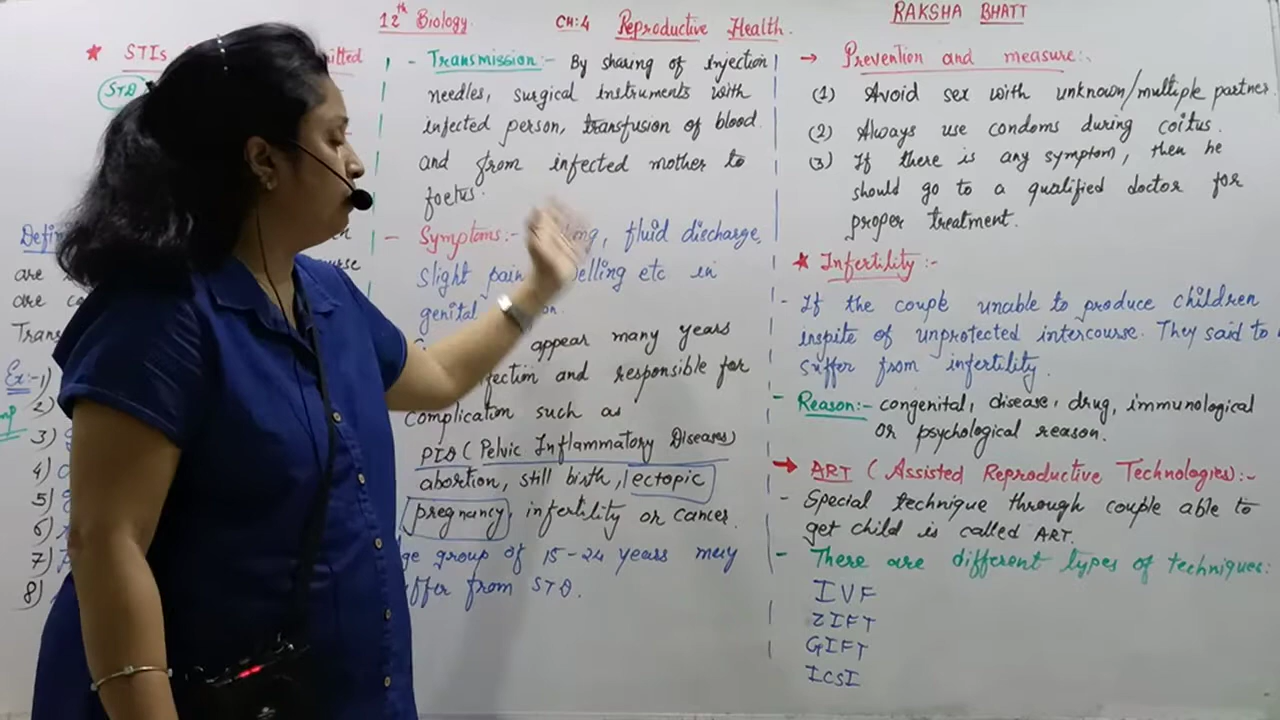 12th Biology. CH:4 Reproductive Health. RAKSHA BHATT
★ STIs
STD
Ex:- 1)
2)
3)
4)
5)
6)
7)
8)
- Transmission:- By sharing of injection
needles, surgical instruments with
infected person, transfusion of blood.
and from infected mother to
foetus.
- Symptoms:- fluid discharge,
slight pain etc in
genital
appear many years
and responsible for
complication such as
PID (Pelvic Inflammatory Diseases)
abortion, still birth, ectopic
pregnancy, infertility or cancer.
group of 15-24 years may
from STD.
→ Prevention and measure:-
(1) Avoid sex with unknown/multiple partner.
(2) Always use condoms during coitus.
(3) If there is any symptom, then he
should go to a qualified doctor for
proper treatment.
★ Infertility:-
- If the couple unable to produce children
inspite of unprotected intercourse. They said to
suffer from infertility.
- Reason:- congenital, disease, drug, immunological
or psychological reason.
→ ART (Assisted Reproductive Technologies):-
- Special technique through couple able to
get child is called ART.
- There are different types of techniques:
IVF
ZIFT
GIFT
ICSI